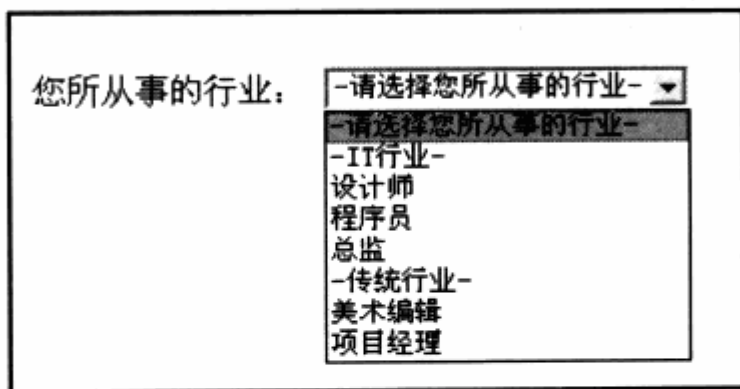 您所从事的行业： -请选择您所从事的行业-
-请选择您所从事的行业-
-IT行业-
设计师
程序员
总监
-传统行业-
美术编辑
项目经理